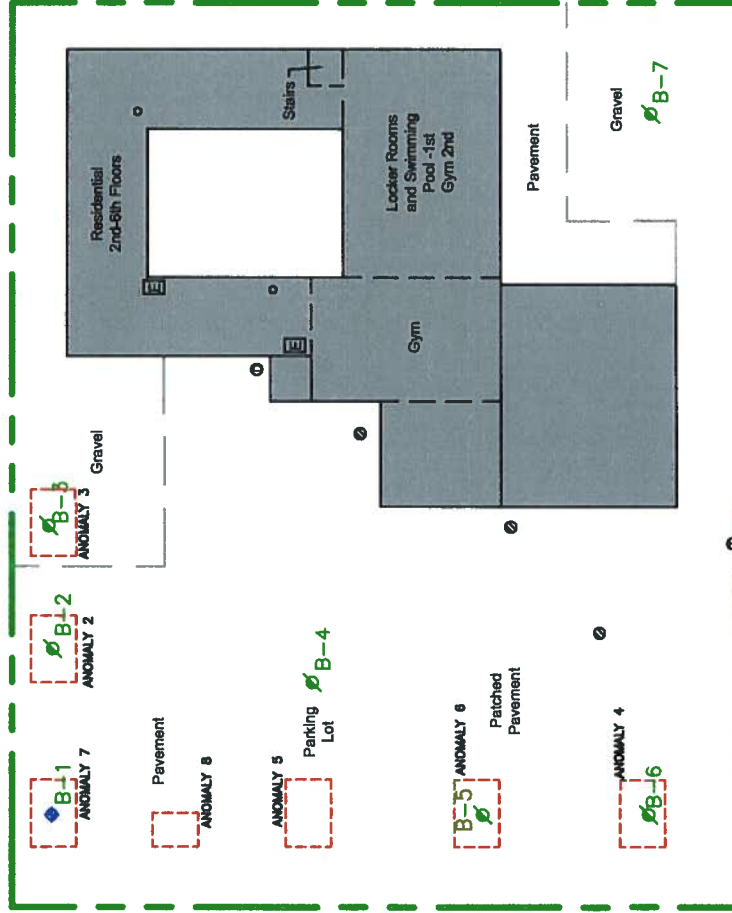 Residential
2nd-6th Floors
Stairs
Locker Rooms
and Swimming
Pool -1st
Gym 2nd
Pavement
Gravel
B-7
E
E
Gym
Gravel
B-3
ANOMALY 3
B-2
ANOMALY 2
B-1
ANOMALY 7
Pavement
ANOMALY 8
ANOMALY 5
Parking
Lot
B-4
B-5
ANOMALY 6
Patched
Pavement
ANOMALY 4
B-6